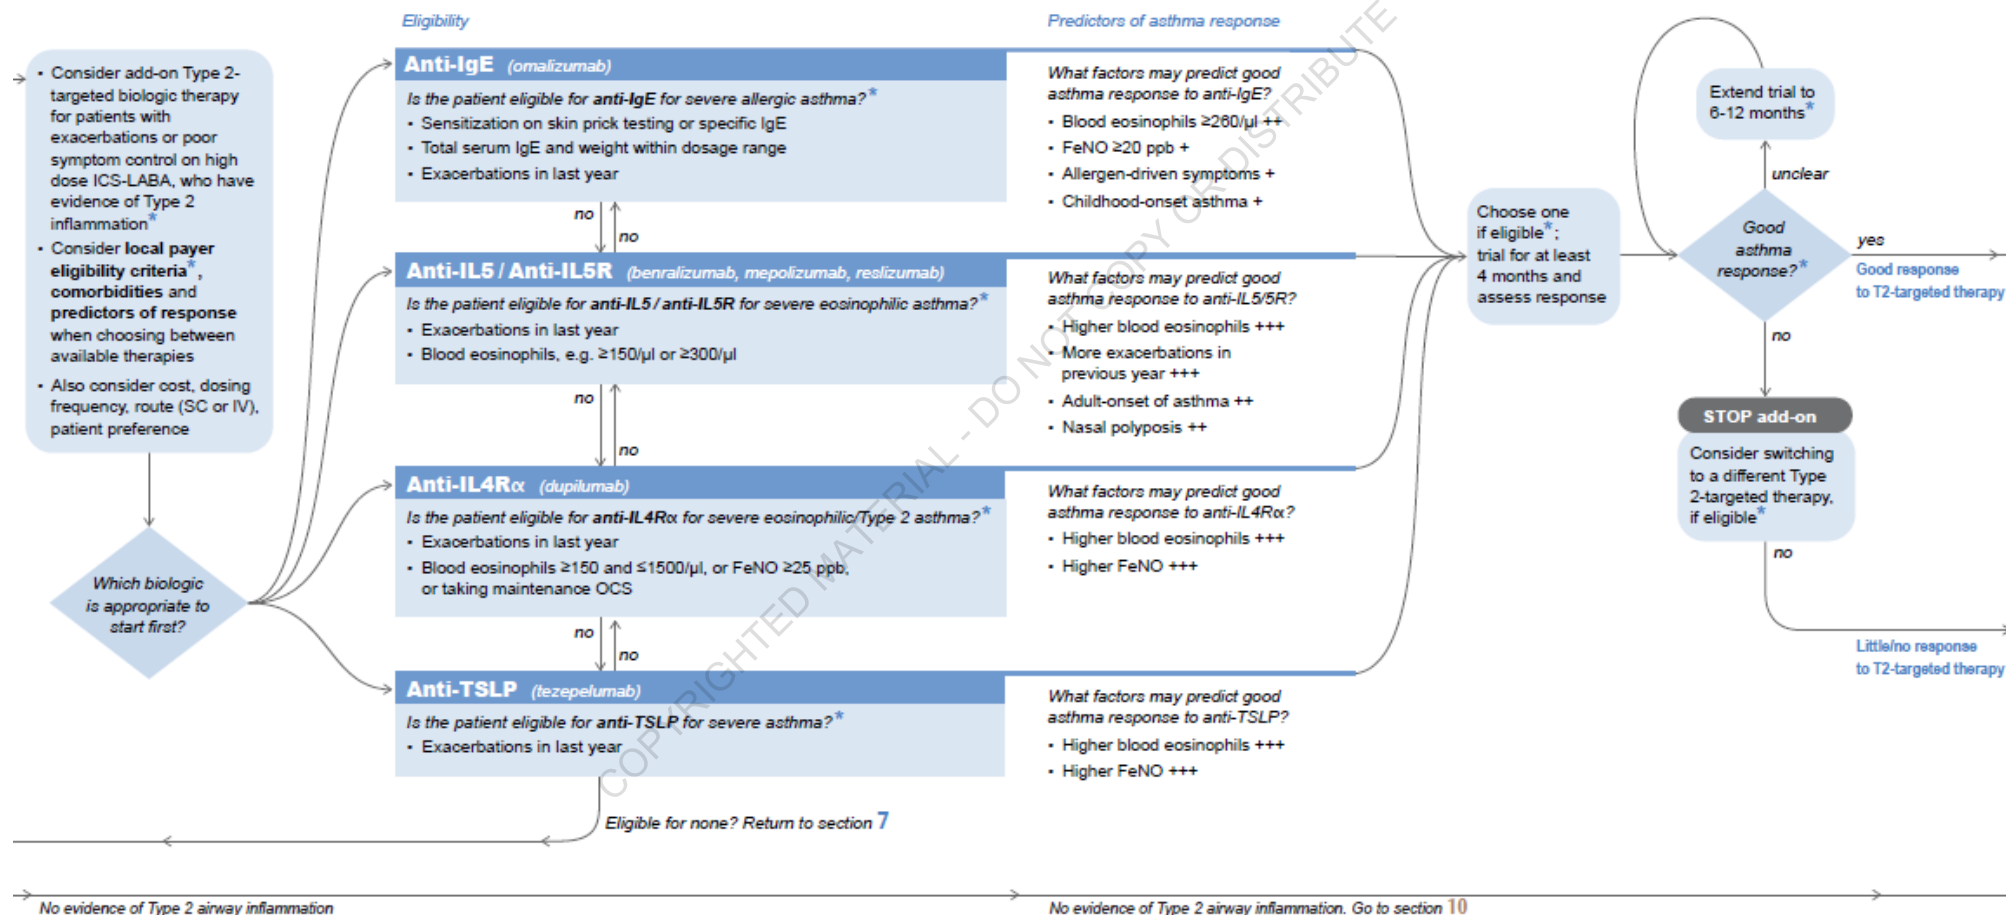 Eligibility
Predictors of asthma response
• Consider add-on Type 2-
targeted biologic therapy
for patients with
exacerbations or poor
symptom control on high
dose ICS-LABA, who have
evidence of Type 2
inflammation*
• Consider local payer
eligibility criteria*,
comorbidities and
predictors of response
when choosing between
available therapies
• Also consider cost, dosing
frequency, route (SC or IV),
patient preference
Which biologic
is appropriate to
start first?
Anti-IgE (omalizumab)
Is the patient eligible for anti-IgE for severe allergic asthma?*
• Sensitization on skin prick testing or specific IgE
• Total serum IgE and weight within dosage range
• Exacerbations in last year
What factors may predict good
asthma response to anti-IgE?
• Blood eosinophils ≥260/µl ++
• FeNO ≥20 ppb +
• Allergen-driven symptoms +
• Childhood-onset asthma +
no
no
Anti-IL5 / Anti-IL5R (benralizumab, mepolizumab, reslizumab)
Is the patient eligible for anti-IL5 / anti-IL5R for severe eosinophilic asthma?*
• Exacerbations in last year
• Blood eosinophils, e.g. ≥150/µl or ≥300/µl
What factors may predict good
asthma response to anti-IL5/5R?
• Higher blood eosinophils +++
• More exacerbations in
previous year +++
• Adult-onset of asthma ++
• Nasal polyposis ++
no
no
Anti-IL4Rα (dupilumab)
Is the patient eligible for anti-IL4Rα for severe eosinophilic/Type 2 asthma?*
• Exacerbations in last year
• Blood eosinophils ≥150 and ≤1500/µl, or FeNO ≥25 ppb,
or taking maintenance OCS
What factors may predict good
asthma response to anti-IL4Rα?
• Higher blood eosinophils +++
• Higher FeNO +++
no
no
Anti-TSLP (tezepelumab)
Is the patient eligible for anti-TSLP for severe asthma?*
• Exacerbations in last year
What factors may predict good
asthma response to anti-TSLP?
• Higher blood eosinophils +++
• Higher FeNO +++
Eligible for none? Return to section 7
Choose one
if eligible*;
trial for at least
4 months and
assess response
Extend trial to
6-12 months*
unclear
Good
asthma
response?*
yes
Good response
to T2-targeted therapy
no
STOP add-on
Consider switching
to a different Type
2-targeted therapy,
if eligible*
no
Little/no response
to T2-targeted therapy
No evidence of Type 2 airway inflammation
No evidence of Type 2 airway inflammation. Go to section 10
COPYRIGHTED MATERIAL - DO NOT COPY OR DISTRIBUTE